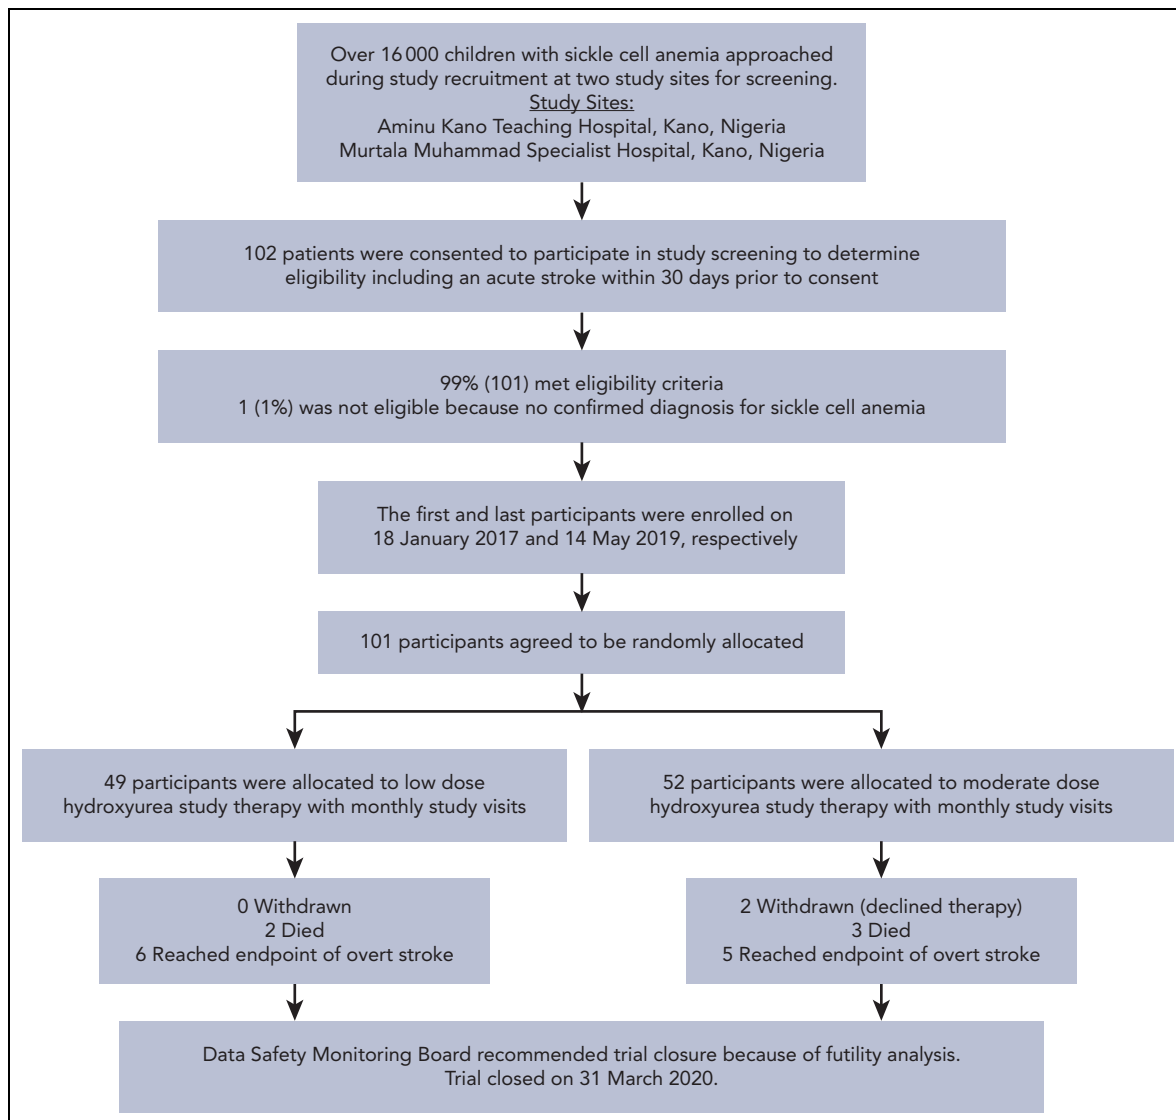 Over 16 000 children with sickle cell anemia approached
during study recruitment at two study sites for screening.
Study Sites:
Aminu Kano Teaching Hospital, Kano, Nigeria
Murtala Muhammad Specialist Hospital, Kano, Nigeria
102 patients were consented to participate in study screening to determine
eligibility including an acute stroke within 30 days prior to consent
99% (101) met eligibility criteria
1 (1%) was not eligible because no confirmed diagnosis for sickle cell anemia
The first and last participants were enrolled on
18 January 2017 and 14 May 2019, respectively
101 participants agreed to be randomly allocated
49 participants were allocated to low dose
hydroxyurea study therapy with monthly study visits
52 participants were allocated to moderate dose
hydroxyurea study therapy with monthly study visits
0 Withdrawn
2 Died
6 Reached endpoint of overt stroke
2 Withdrawn (declined therapy)
3 Died
5 Reached endpoint of overt stroke
Data Safety Monitoring Board recommended trial closure because of futility analysis.
Trial closed on 31 March 2020.